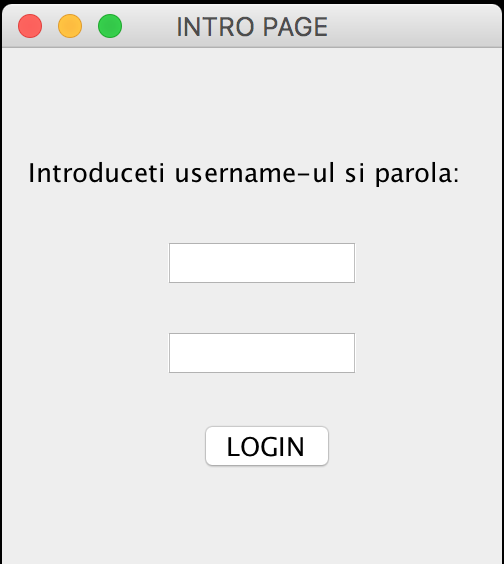 INTRO PAGE
Introduceti username-ul si parola:
LOGIN